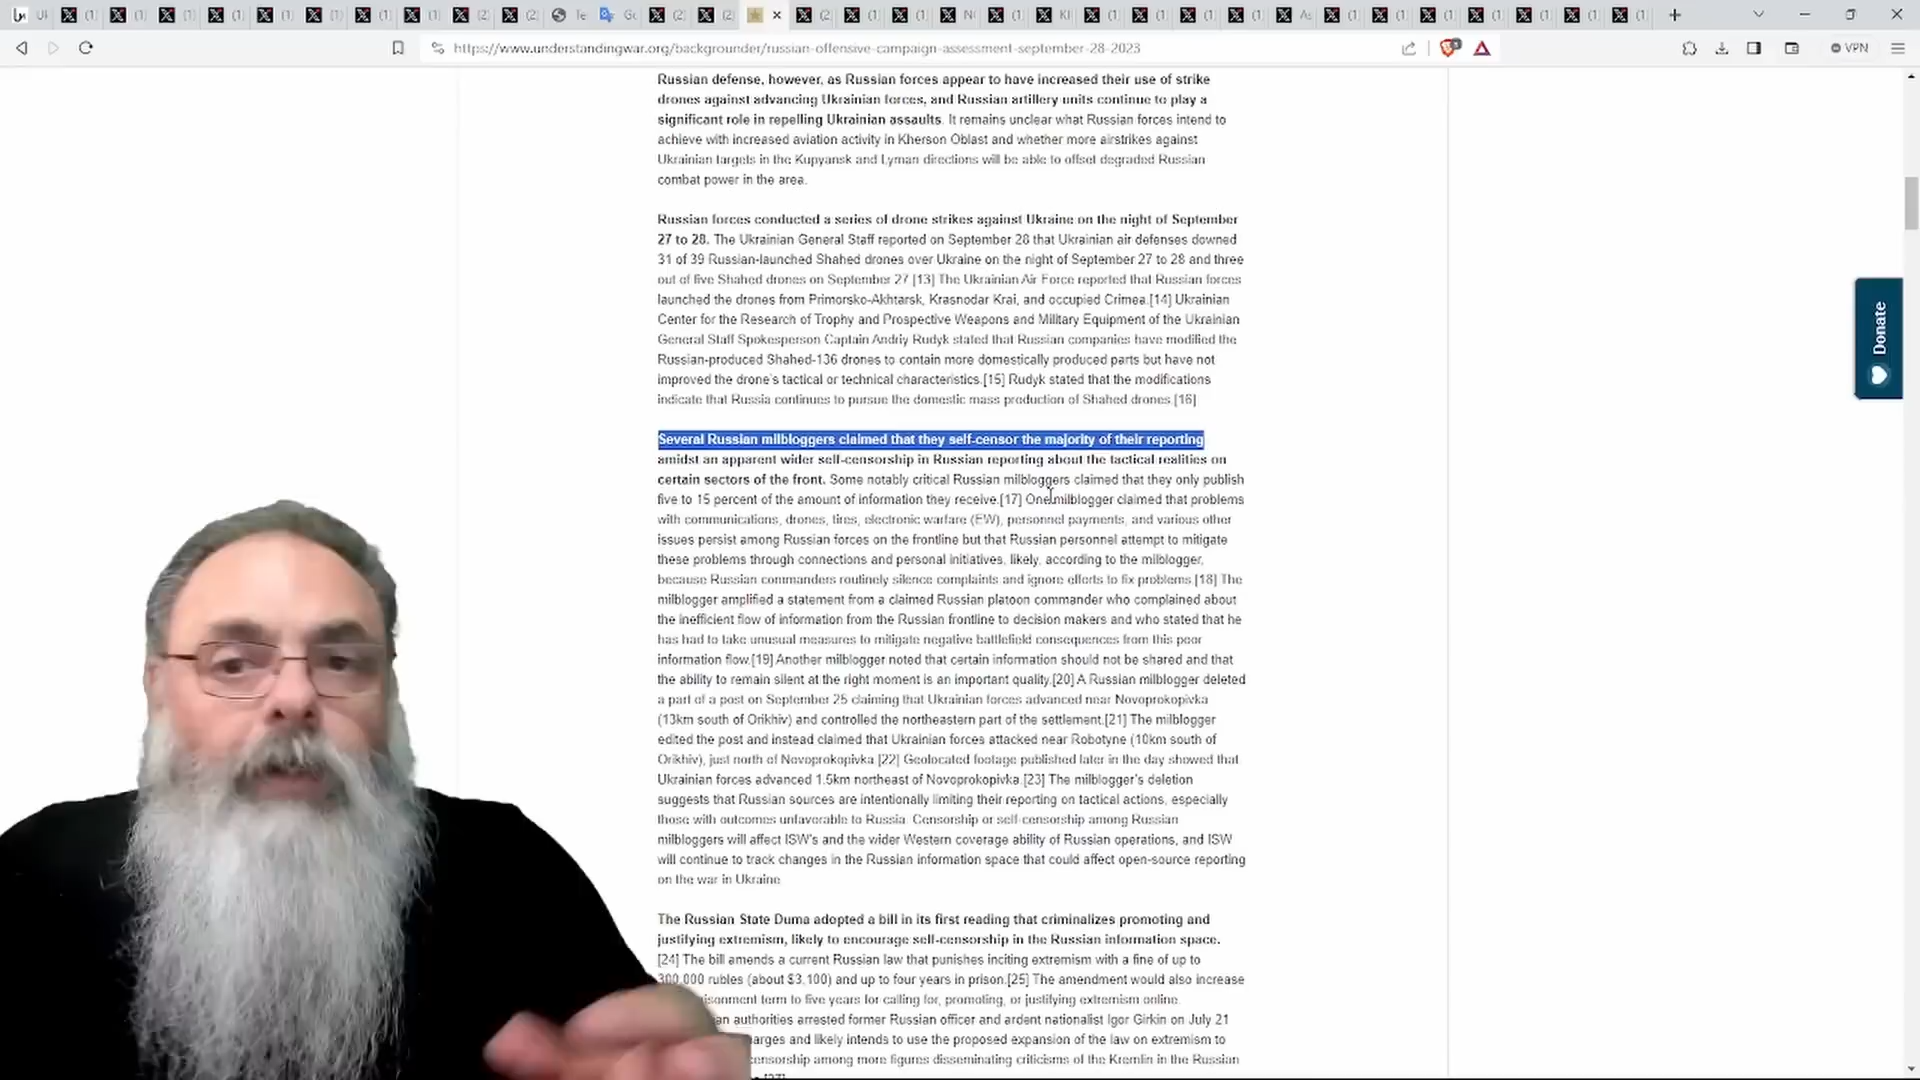 https://www.understandingwar.org/backgrounder/russian-offensive-campaign-assessment-september-28-2023
VPN
Russian defense, however, as Russian forces appear to have increased their use of strike
drones against advancing Ukrainian forces, and Russian artillery units continue to play a
significant role in repelling Ukrainian assaults. It remains unclear what Russian forces intend to
achieve with increased aviation activity in Kherson Oblast and whether more airstrikes against
Ukrainian targets in the Kupyansk and Lyman directions will be able to offset degraded Russian
combat power in the area.
Russian forces conducted a series of drone strikes against Ukraine on the night of September
27 to 28. The Ukrainian General Staff reported on September 28 that Ukrainian air defenses downed
31 of 39 Russian-launched Shahed drones over Ukraine on the night of September 27 to 28 and three
out of five Shahed drones on September 27 [13] The Ukrainian Air Force reported that Russian forces
launched the drones from Primorsko-Akhtarsk, Krasnodar Krai, and occupied Crimea.[14] Ukrainian
Center for the Research of Trophy and Prospective Weapons and Military Equipment of the Ukrainian
General Staff Spokesperson Captain Andriy Rudyk stated that Russian companies have modified the
Russian-produced Shahed-136 drones to contain more domestically produced parts but have not
improved the drone's tactical or technical characteristics.[15] Rudyk stated that the modifications
indicate that Russia continues to pursue the domestic mass production of Shahed drones.[16]
Donate
Several Russian milbloggers claimed that they self-censor the majority of their reporting
amidst an apparent wider self-censorship in Russian reporting about the tactical realities on
certain sectors of the front. Some notably critical Russian milbloggers claimed that they only publish
five to 15 percent of the amount of information they receive.[17] One milblogger claimed that problems
with communications, drones, tires, electronic warfare (EW), personnel payments, and various other
issues persist among Russian forces on the frontline but that Russian personnel attempt to mitigate
these problems through connections and personal initiatives, likely, according to the milblogger,
because Russian commanders routinely silence complaints and ignore efforts to fix problems.[18] The
milblogger amplified a statement from a claimed Russian platoon commander who complained about
the inefficient flow of information from the Russian frontline to decision makers and who stated that he
has had to take unusual measures to mitigate negative battlefield consequences from this poor
information flow.[19] Another milblogger noted that certain information should not be shared and that
the ability to remain silent at the right moment is an important quality.[20] A Russian milblogger deleted
a part of a post on September 25 claiming that Ukrainian forces advanced near Novoprokopivka
(13km south of Orikhiv) and controlled the northeastern part of the settlement.[21] The milblogger
edited the post and instead claimed that Ukrainian forces attacked near Robotyne (10km south of
Orikhiv), just north of Novoprokopivka [22] Geolocated footage published later in the day showed that
Ukrainian forces advanced 1.5km northeast of Novoprokopivka.[23] The milblogger's deletion
suggests that Russian sources are intentionally limiting their reporting on tactical actions, especially
those with outcomes unfavorable to Russia. Censorship or self-censorship among Russian
milbloggers will affect ISW's and the wider Western coverage ability of Russian operations, and ISW
will continue to track changes in the Russian information space that could affect open-source reporting
on the war in Ukraine
The Russian State Duma adopted a bill in its first reading that criminalizes promoting and
justifying extremism, likely to encourage self-censorship in the Russian information space.
[24] The bill amends a current Russian law that punishes inciting extremism with a fine of up to
300,000 rubles (about $3,100) and up to four years in prison.[25] The amendment would also increase
isonment term to five years for calling for, promoting, or justifying extremism online.
an authorities arrested former Russian officer and ardent nationalist Igor Girkin on July 21
harges and likely intends to use the proposed expansion of the law on extremism to
censorship among more figures disseminating criticisms of the Kremlin in the Russian